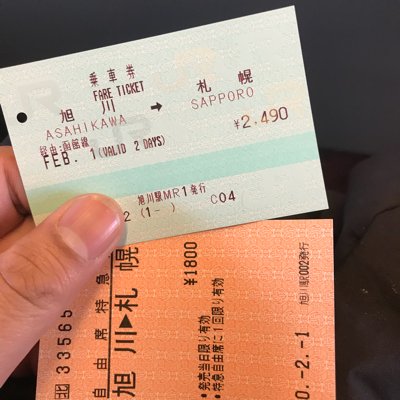 乗車券
FARE TICKET
旭川 → 札幌
ASAHIKAWA SAPPORO
経由:函館線 ¥2,490
FEB. 1(VALID 2 DAYS)
旭川駅MR1発行
2 (1- ) C04
北 33565
自由席特急
旭川▶札幌
¥1800
•発売当日限り有効
•特急自由席に1回限り有効
0.-2.-1
旭川駅002発行